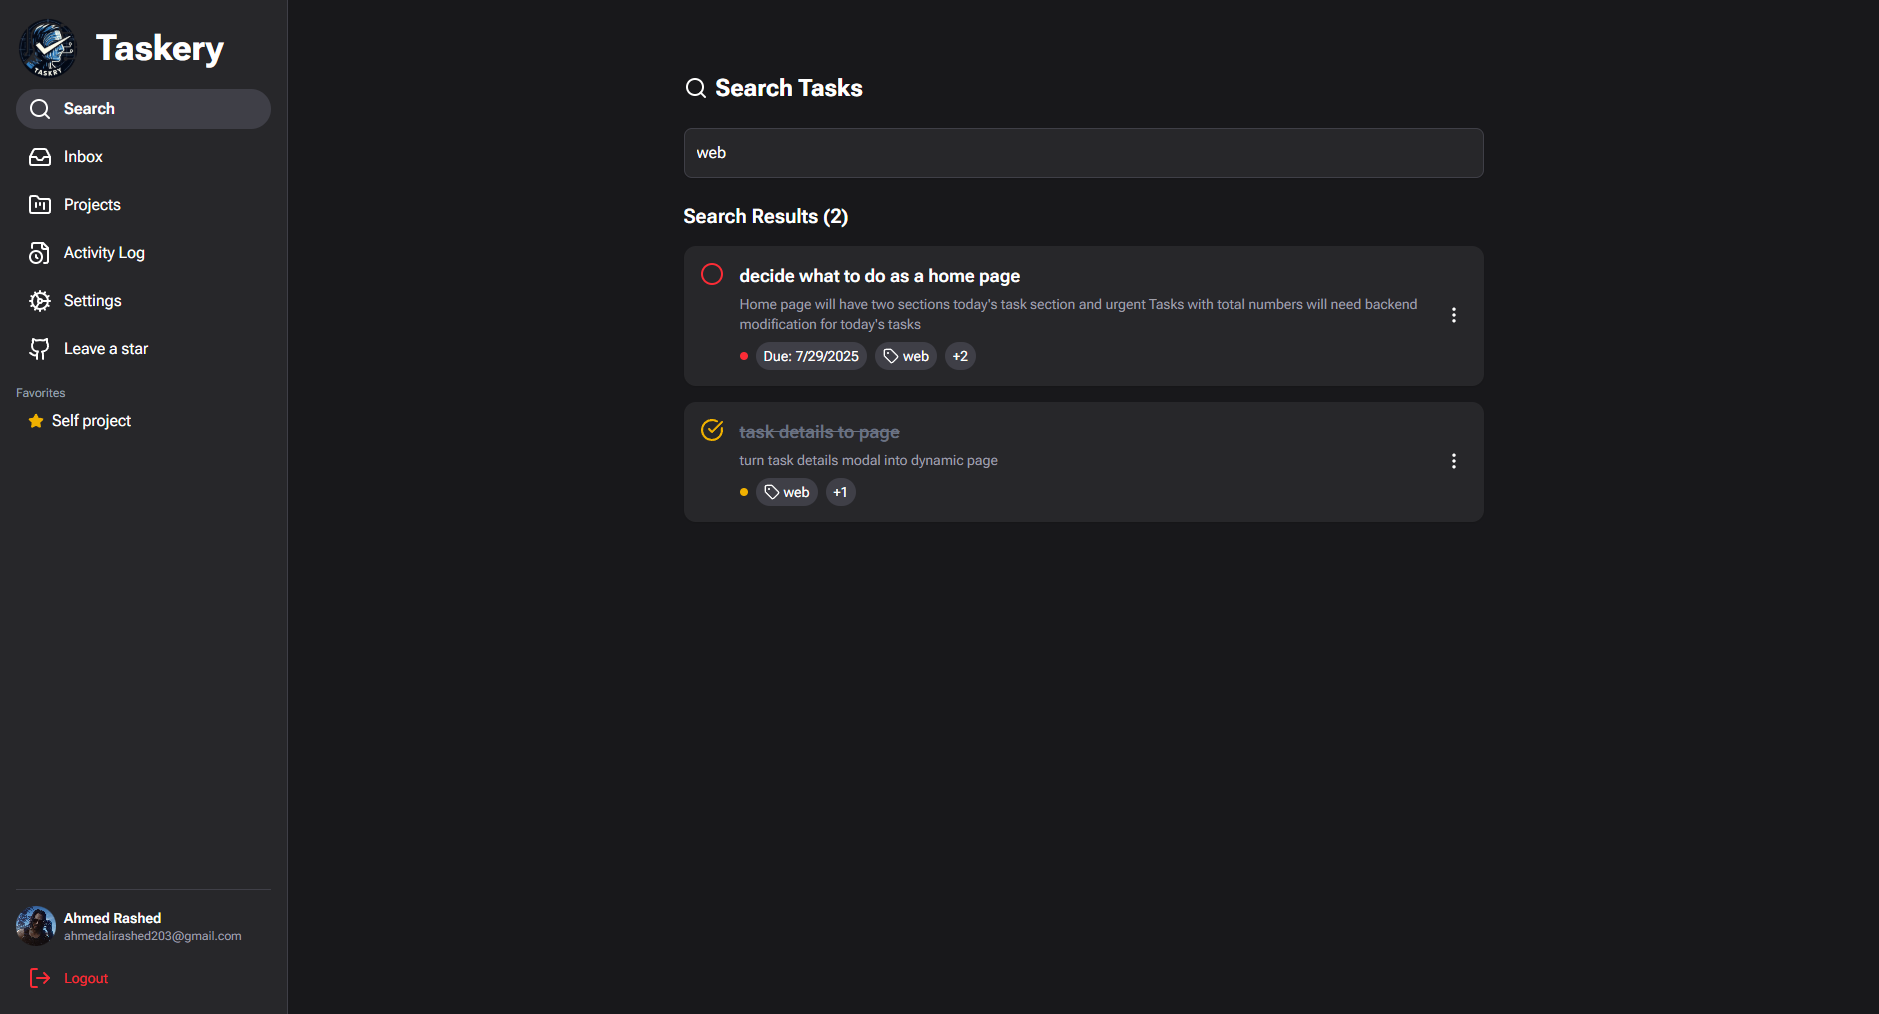 TASKRY
Taskery
Search
Inbox
Projects
Activity Log
Settings
Leave a star
Favorites
Self project
Ahmed Rashed
ahmedalirashed203@gmail.com
Logout
Search Tasks
web
Search Results (2)
decide what to do as a home page
Home page will have two sections today's task section and urgent Tasks with total numbers will need backend
modification for today's tasks
Due: 7/29/2025 web +2
task details to page
turn task details modal into dynamic page
web +1